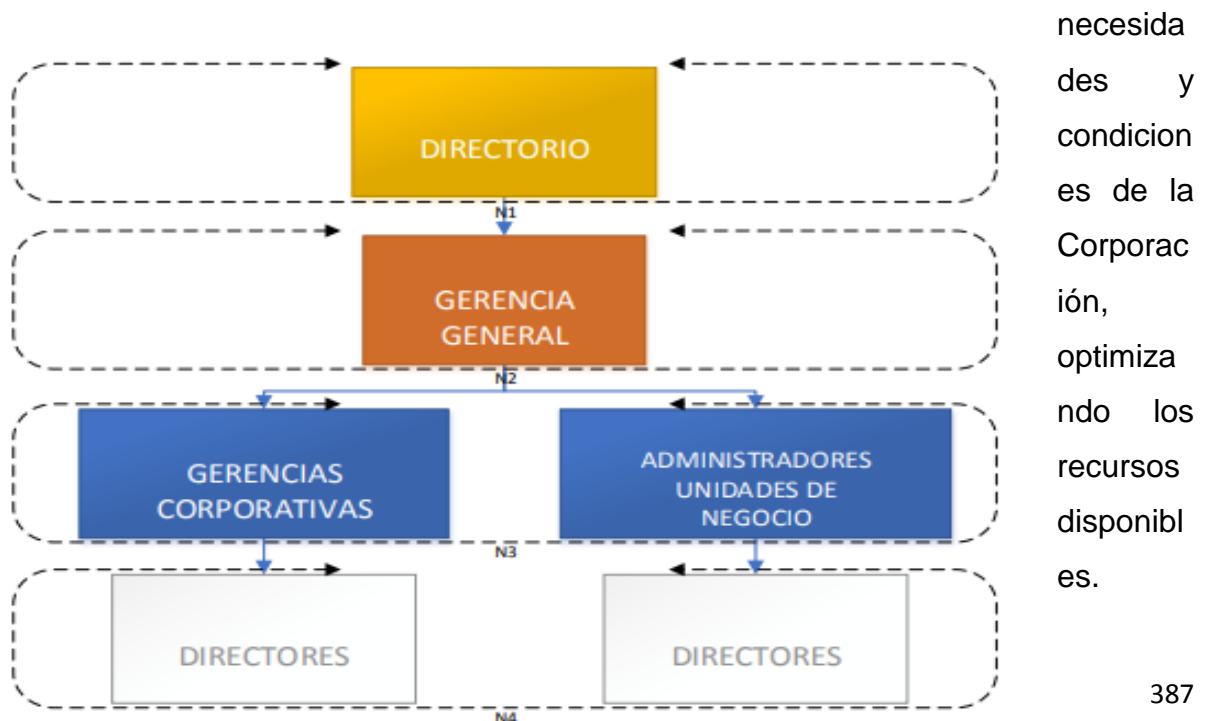 necesida
des y
condicion
es de la
Corporac
ión,
optimiza
ndo los
recursos
disponibl
es.
DIRECTORIO
N1
GERENCIA
GENERAL
N2
GERENCIAS
CORPORATIVAS
ADMINISTRADORES
UNIDADES DE
NEGOCIO
N3
DIRECTORES
DIRECTORES
N4
387